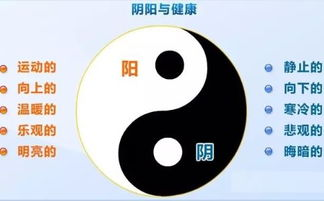 阴阳与健康
运动的
向上的
温暖的
乐观的
明亮的
阳
阴
静止的
向下的
寒冷的
悲观的
晦暗的